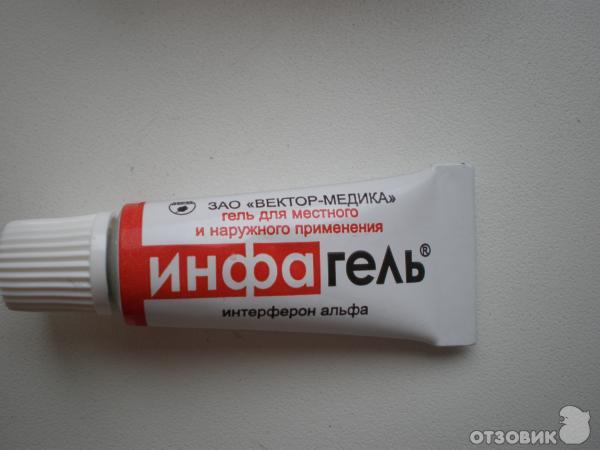 ЗАО «ВЕКТОР-МЕДИКА»
гель для местного
и наружного применения
инфагель®
интерферон альфа
ОТЗОВИК